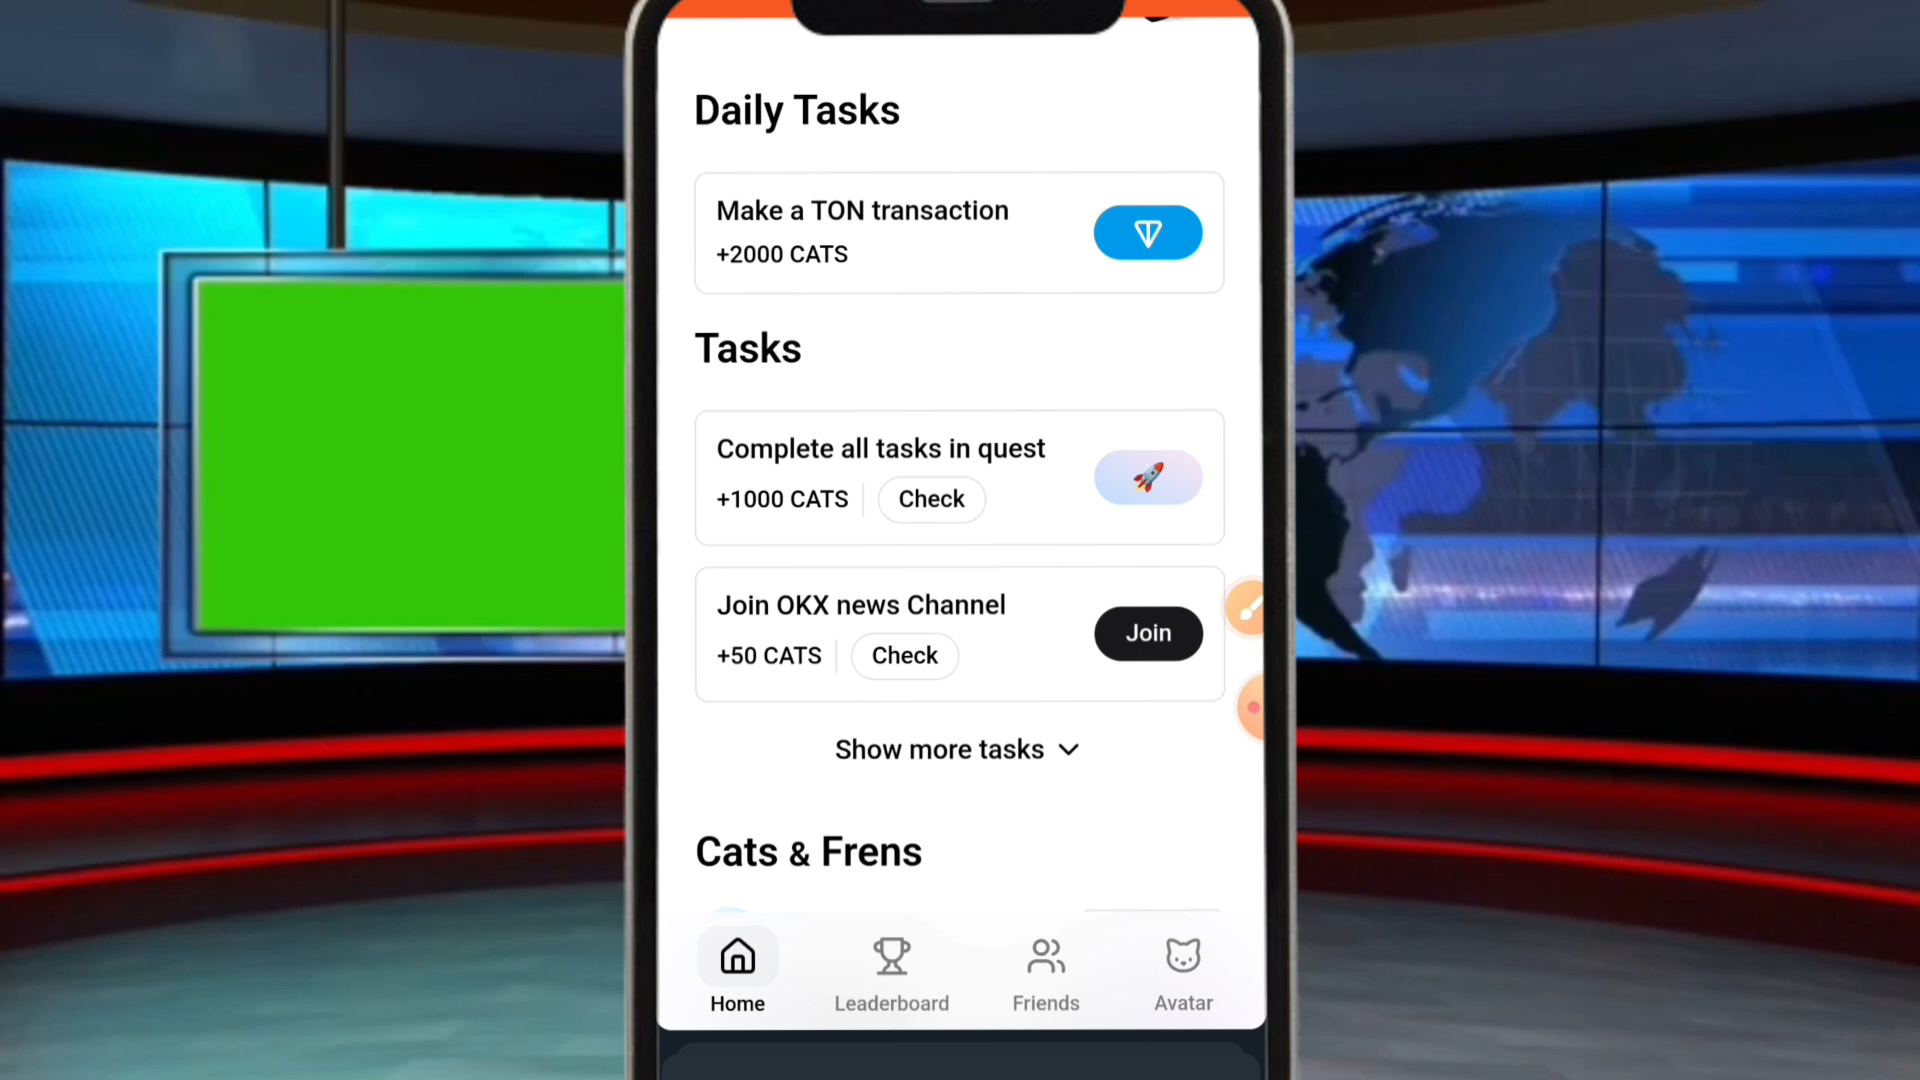 Daily Tasks
Make a TON transaction
+2000 CATS
Tasks
Complete all tasks in quest
+1000 CATS
Check
Join OKX news Channel
+50 CATS
Check
Join
Show more tasks
Cats & Frens
Home
Leaderboard
Friends
Avatar